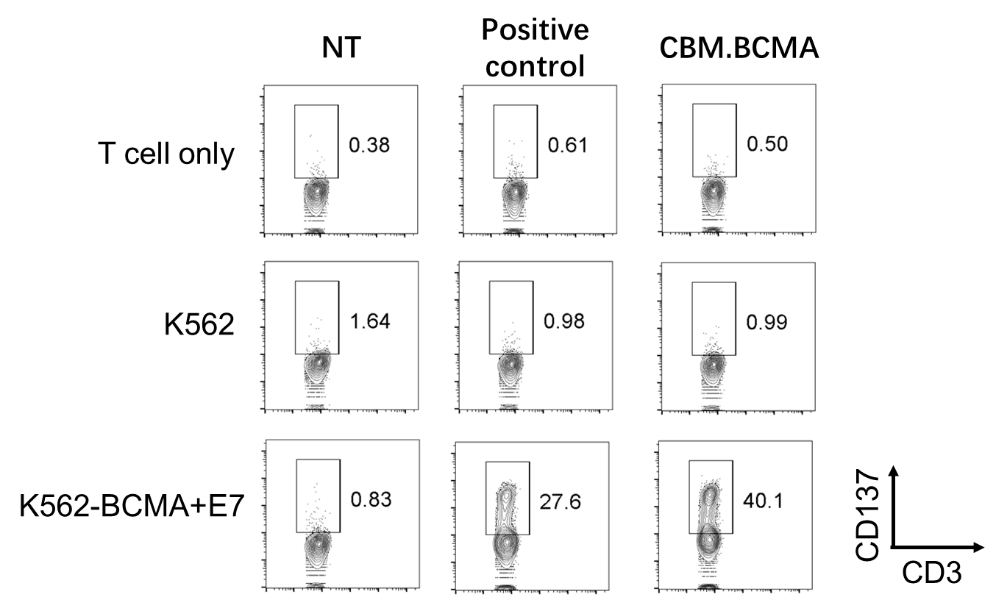 NT
Positive
control
CBM.BCMA
T cell only
0.38
0.61
0.50
K562
1.64
0.98
0.99
K562-BCMA+E7
0.83
27.6
40.1
CD137
CD3